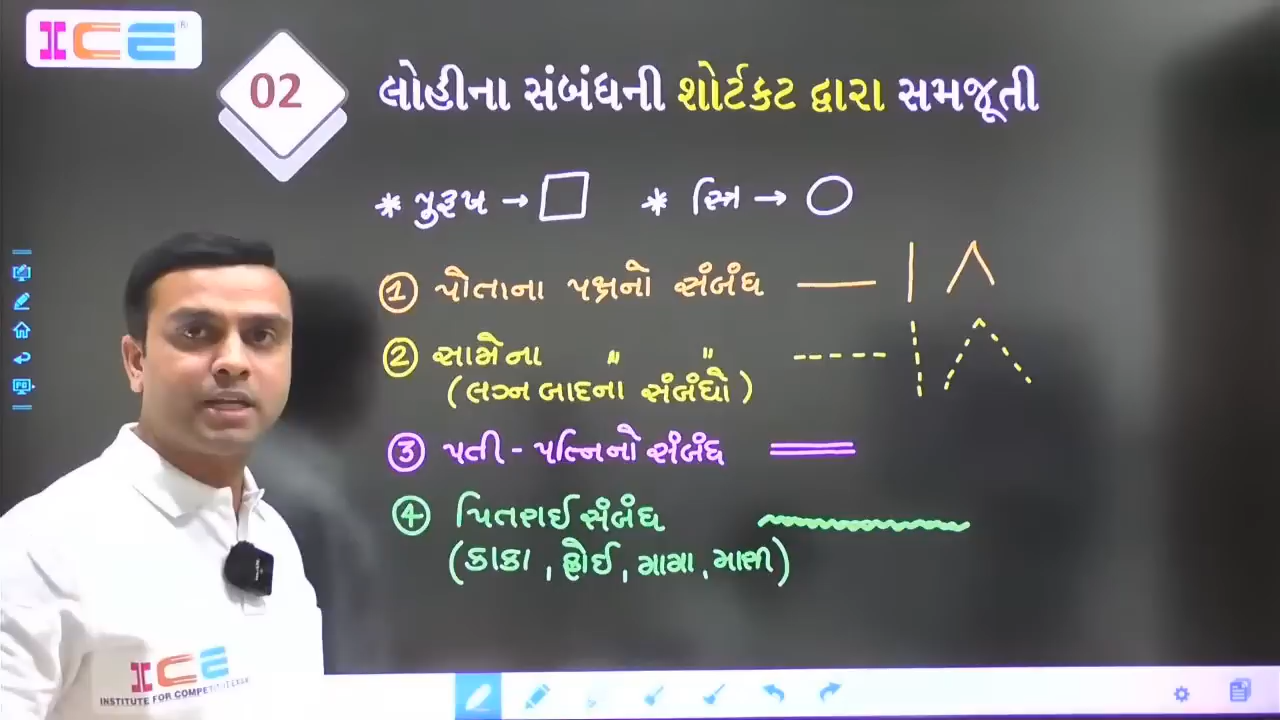 ICE®
02
લોહીના સંબંધની શોર્ટકટ દ્વારા સમજૂતી
* પુરૂષ → * સ્ત્રિ →
① પોતાના પક્ષનો સંબંધ
② સામેના " "
(લગ્ન બાદના સંબંધો)
③ પતી - પત્નિનો સંબંધ
④ પિતરાઈ સંબંધ
(કાકા, ફોઈ, મામા, માસી)
ICE
INSTITUTE FOR COMPETITIVE EXAM